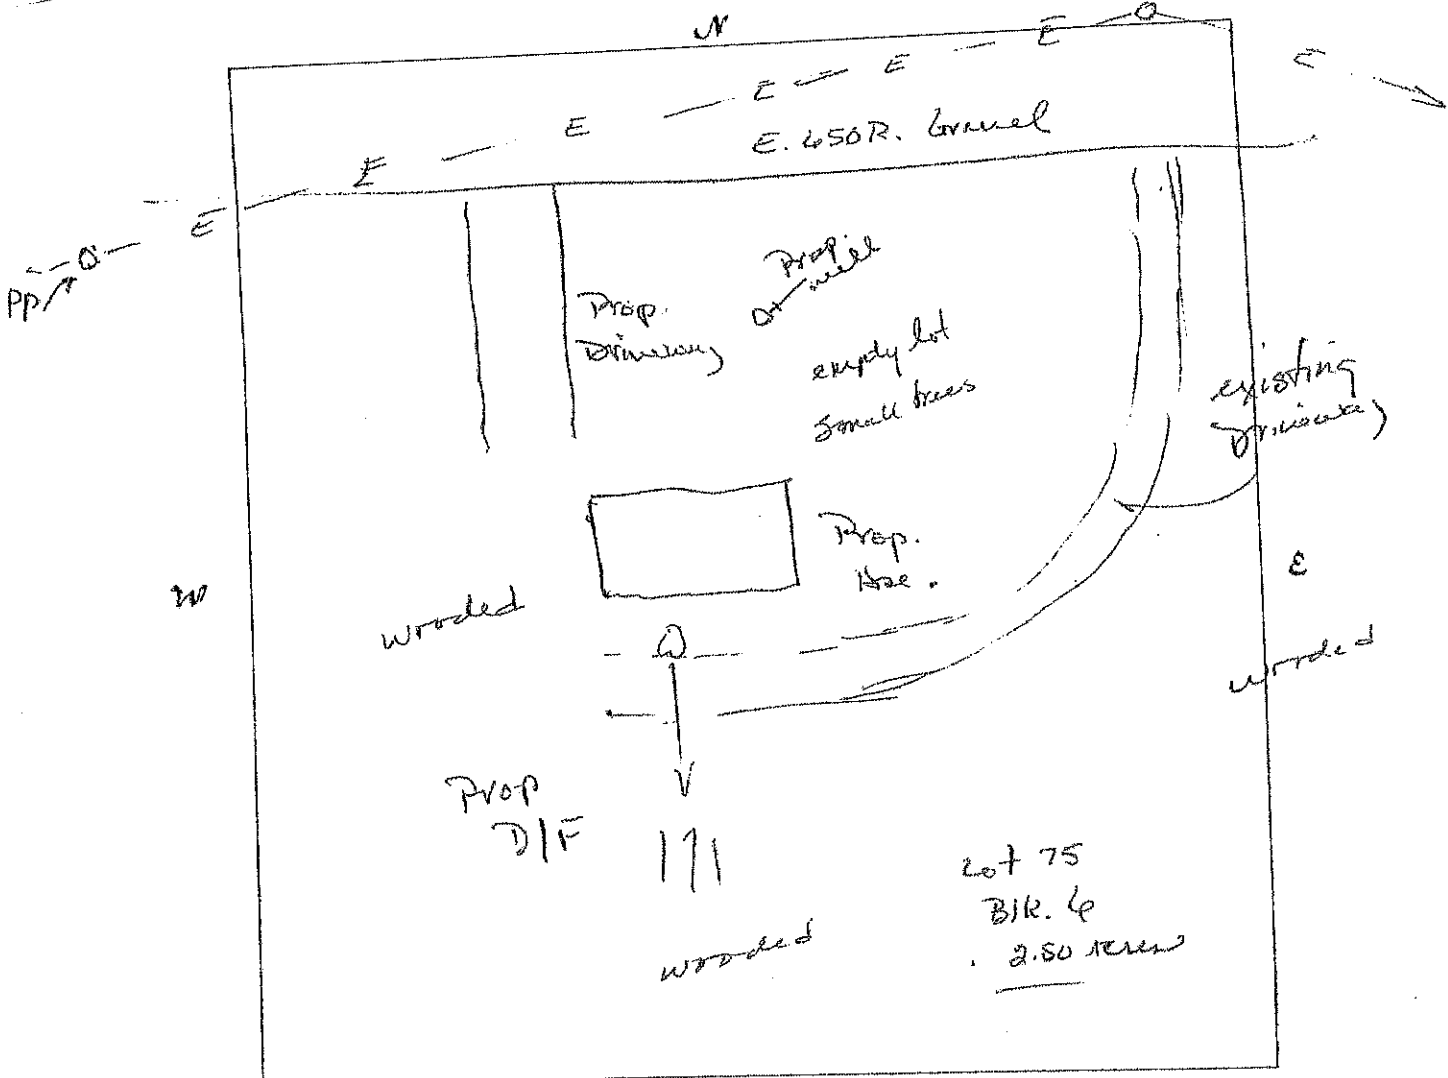 N
E E E E E E E
E. 650 R. Gravel
PP
Prop.
Driveway
Prop
well
empty lot
small trees
existing
Driveway
Prop.
Hse.
W
E
wooded
wooded
Prop
D/F
Lot 75
Blk. 6
2.50 acres
wooded